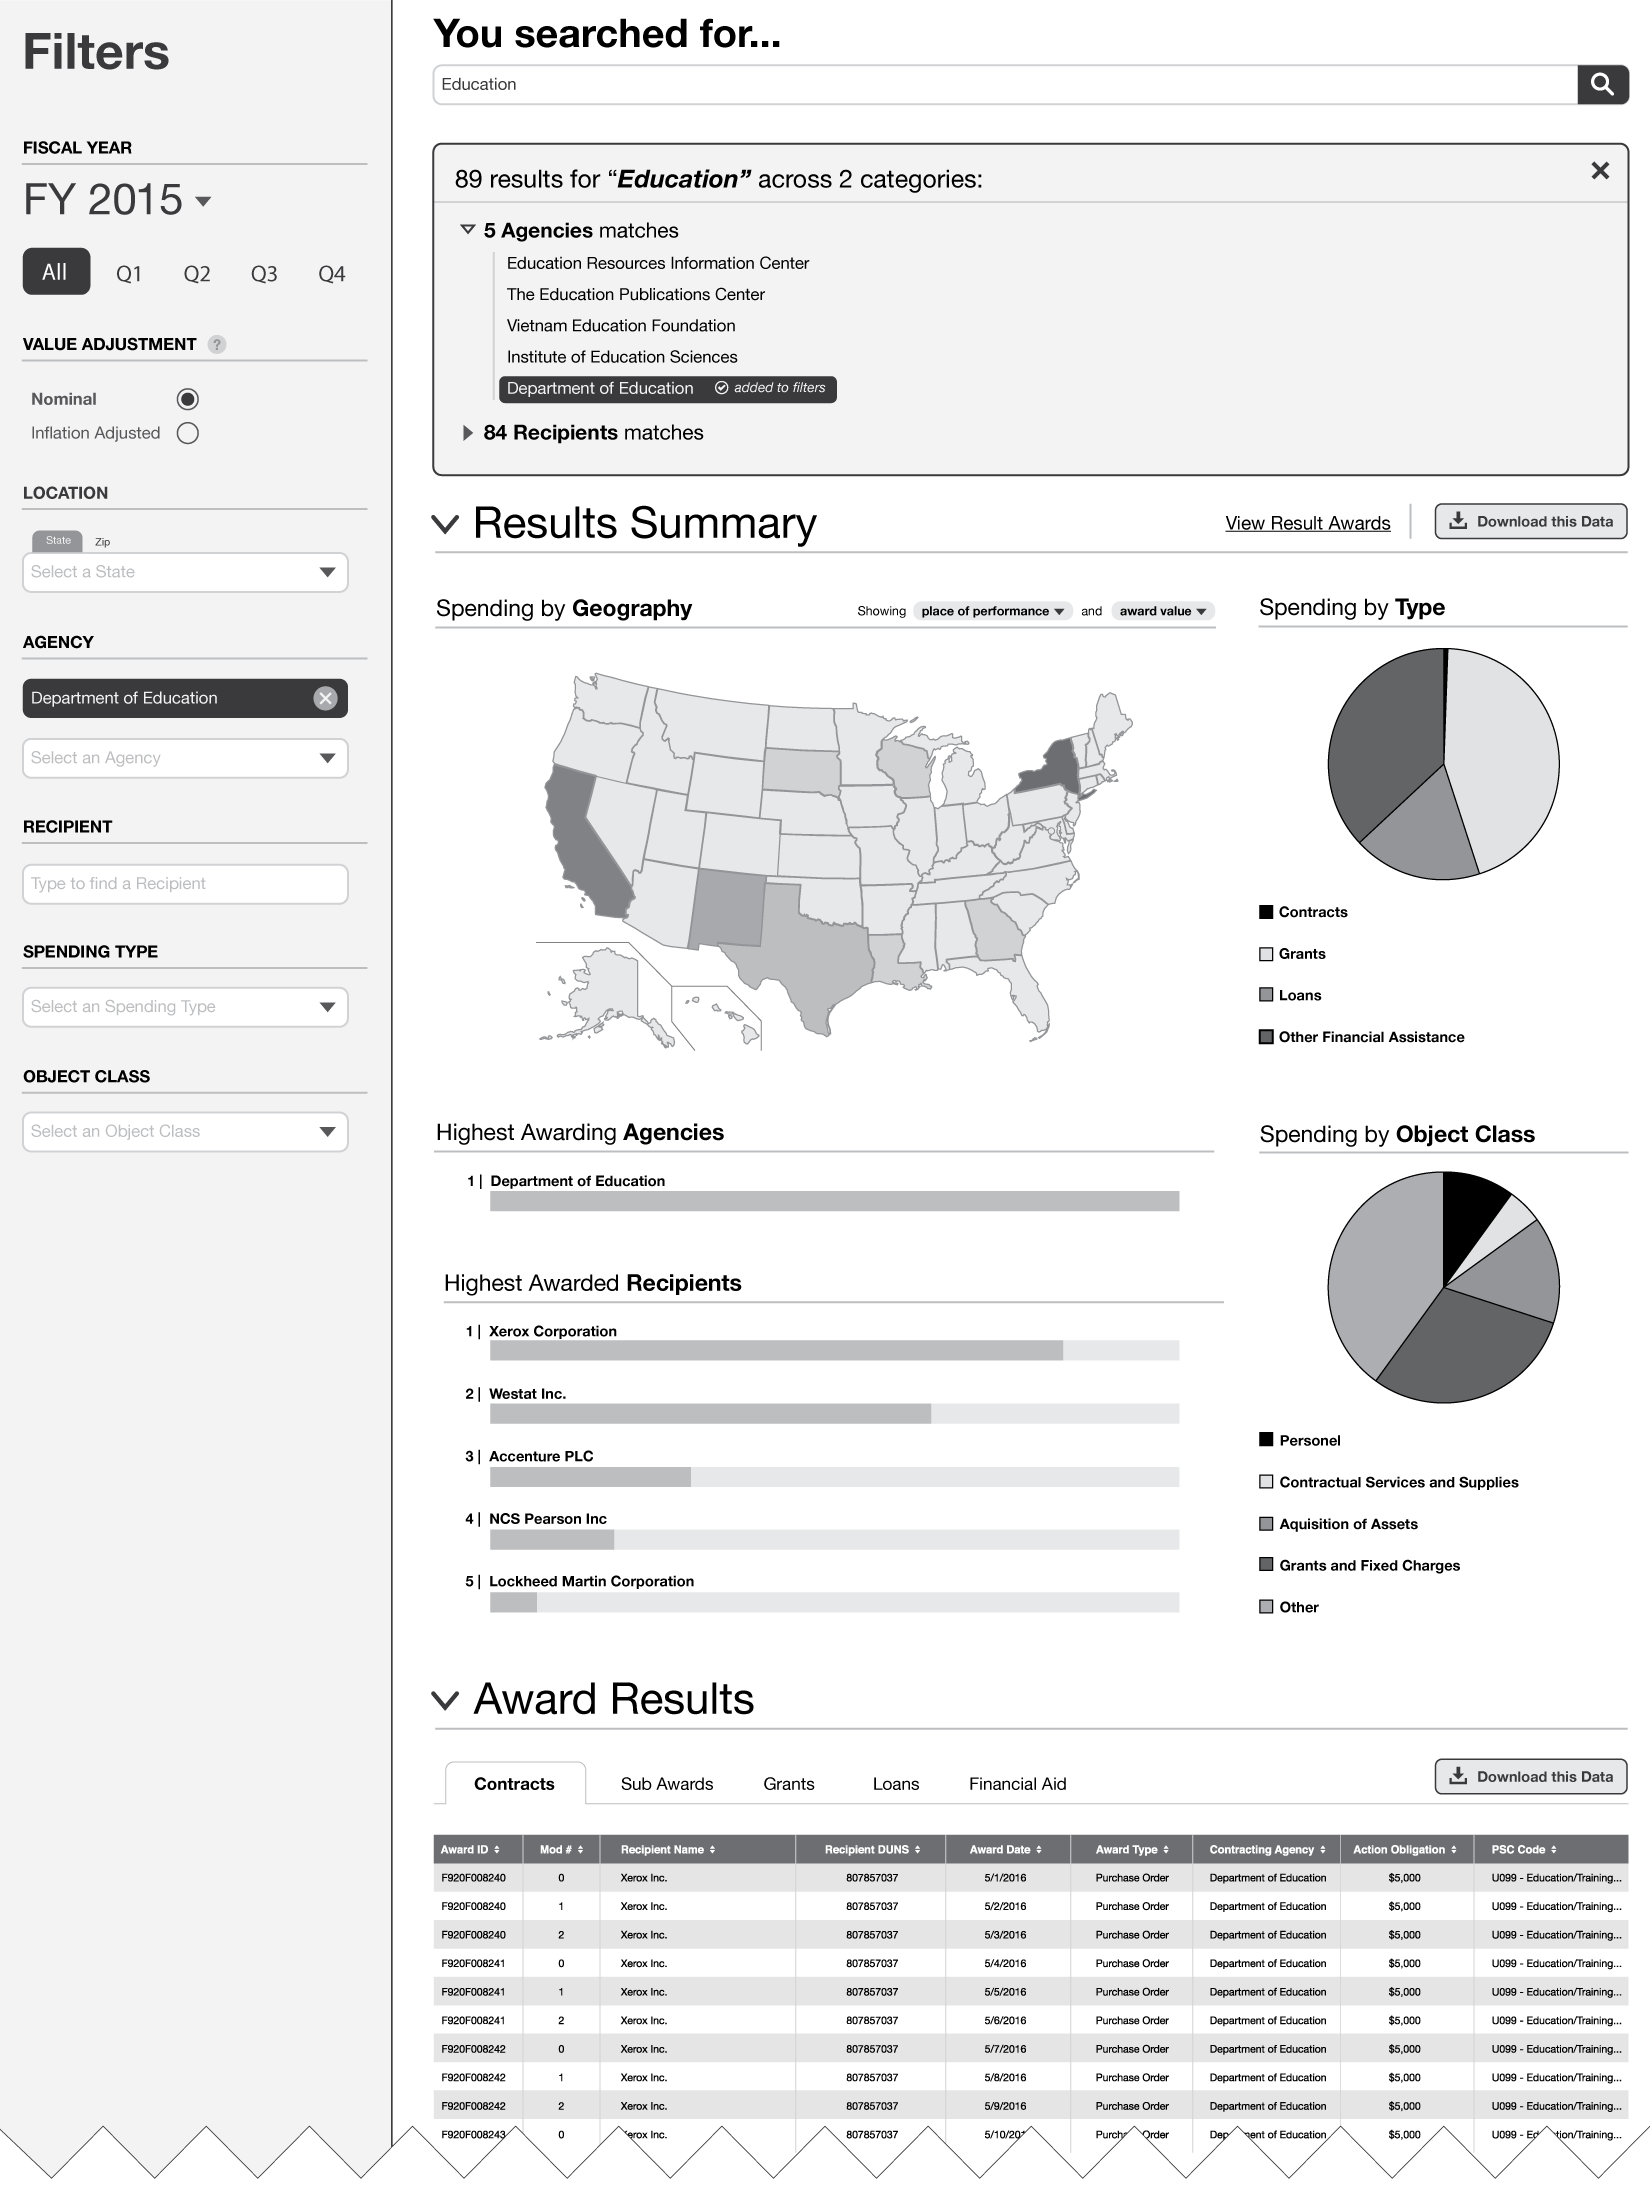 Filters
FISCAL YEAR
FY 2015
All Q1 Q2 Q3 Q4
VALUE ADJUSTMENT ?
Nominal
Inflation Adjusted
LOCATION
State Zip
Select a State
AGENCY
Department of Education
Select an Agency
RECIPIENT
Type to find a Recipient
SPENDING TYPE
Select an Spending Type
OBJECT CLASS
Select an Object Class
You searched for...
Education
89 results for “Education” across 2 categories:
5 Agencies matches
Education Resources Information Center
The Education Publications Center
Vietnam Education Foundation
Institute of Education Sciences
Department of Education added to filters
84 Recipients matches
Results Summary
View Result Awards
Download this Data
Spending by Geography
Showing place of performance and award value
Spending by Type
Contracts
Grants
Loans
Other Financial Assistance
Highest Awarding Agencies
1 | Department of Education
Highest Awarded Recipients
1 | Xerox Corporation
2 | Westat Inc.
3 | Accenture PLC
4 | NCS Pearson Inc
5 | Lockheed Martin Corporation
Spending by Object Class
Personel
Contractual Services and Supplies
Aquisition of Assets
Grants and Fixed Charges
Other
Award Results
Contracts Sub Awards Grants Loans Financial Aid
Download this Data
Award ID Mod # Recipient Name Recipient DUNS Award Date Award Type Contracting Agency Action Obligation PSC Code
F920F008240 0 Xerox Inc. 807857037 5/1/2016 Purchase Order Department of Education $5,000 U099 - Education/Training...
F920F008240 1 Xerox Inc. 807857037 5/2/2016 Purchase Order Department of Education $5,000 U099 - Education/Training...
F920F008240 2 Xerox Inc. 807857037 5/3/2016 Purchase Order Department of Education $5,000 U099 - Education/Training...
F920F008241 0 Xerox Inc. 807857037 5/4/2016 Purchase Order Department of Education $5,000 U099 - Education/Training...
F920F008241 1 Xerox Inc. 807857037 5/5/2016 Purchase Order Department of Education $5,000 U099 - Education/Training...
F920F008241 2 Xerox Inc. 807857037 5/6/2016 Purchase Order Department of Education $5,000 U099 - Education/Training...
F920F008242 0 Xerox Inc. 807857037 5/7/2016 Purchase Order Department of Education $5,000 U099 - Education/Training...
F920F008242 1 Xerox Inc. 807857037 5/8/2016 Purchase Order Department of Education $5,000 U099 - Education/Training...
F920F008242 2 Xerox Inc. 807857037 5/9/2016 Purchase Order Department of Education $5,000 U099 - Education/Training...
F920F008243 0 Inc. 807857037 Order of Education $5,000 U099 -